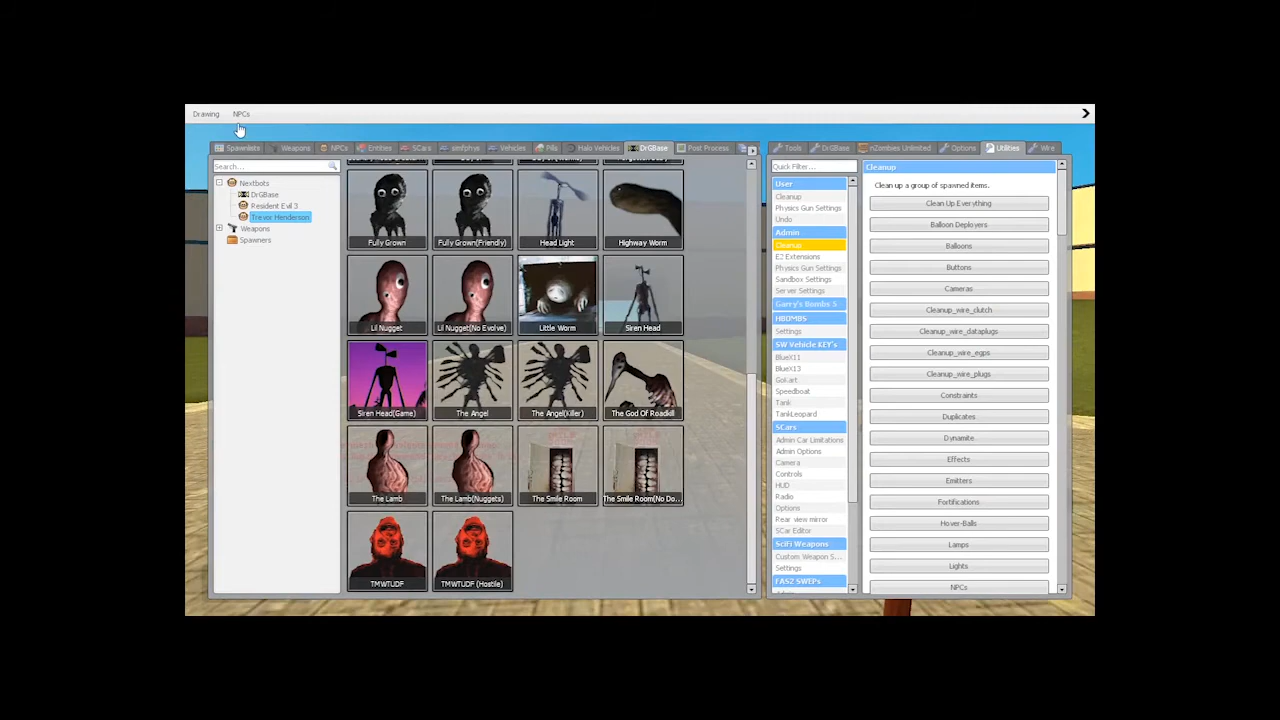 Drawing NPCs
Spawnlists Weapons NPCs Entities SCars simfphys Vehicles Pills Halo Vehicles DrGBase Post Process
Tools DrGBase nZombies Unlimited Options Utilities Wire
Search...
Nextbots
DrGBase
Resident Evil 3
Trevor Henderson
Weapons
Spawners
Fully Grown
Fully Grown(Friendly)
Head Light
Highway Worm
Lil Nugget
Lil Nugget(No Evolve)
Little Worm
Siren Head
Siren Head(Game)
The Angel
The Angel(Killer)
The God Of Roadkill
The Lamb
The Lamb(Nuggets)
The Smile Room
The Smile Room(No Do...
TMWTUDF
TMWTUDF (Hostile)
Quick Filter...
User
Cleanup
Physics Gun Settings
Undo
Admin
Cleanup
E2 Extensions
Physics Gun Settings
Sandbox Settings
Server Settings
Garry's Bombs 5
HBOMBS
Settings
SW Vehicle KEY's
BlueX11
BlueX13
GoKart
Speedboat
Tank
TankLeopard
SCars
Admin Car Limitations
Admin Options
Camera
Controls
HUD
Radio
Options
Rear view mirror
SCar Editor
SciFi Weapons
Custom Weapon S...
Settings
FA:S2 SWEPs
Cleanup
Clean up a group of spawned items.
Clean Up Everything
Balloon Deployers
Balloons
Buttons
Cameras
Cleanup_wire_clutch
Cleanup_wire_dataplugs
Cleanup_wire_egps
Cleanup_wire_plugs
Constraints
Duplicates
Dynamite
Effects
Emitters
Fortifications
Hover-Balls
Lamps
Lights
NPCs